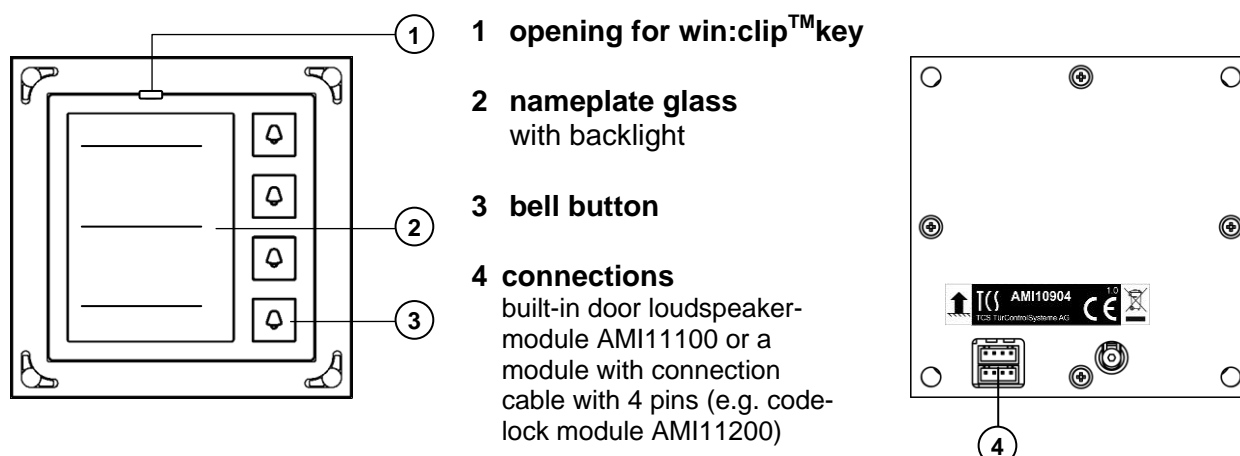 1 opening for win:clip™key
2 nameplate glass
with backlight
3 bell button
4 connections
built-in door loudspeaker-
module AMI11100 or a
module with connection
cable with 4 pins (e.g. code-
lock module AMI11200)
1
2
3
TCS AMI10904 1.0
TCS TürControlSysteme AG CE
4